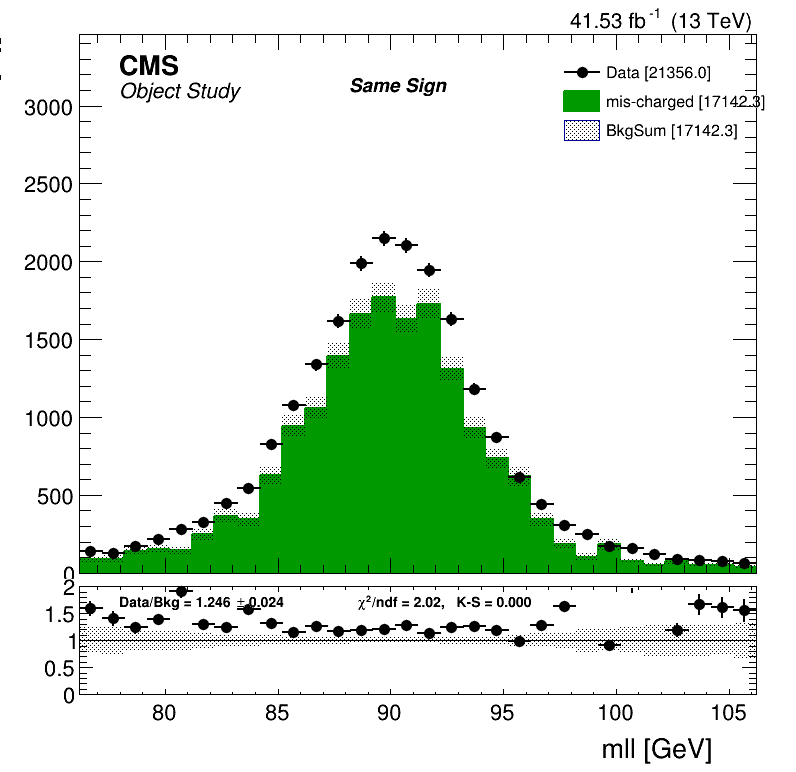 41.53 fb⁻¹ (13 TeV)
CMS
Object Study
Same Sign
Data [21356.0]
mis-charged [17142.3]
BkgSum [17142.3]
3000
2500
2000
1500
1000
500
0
Data/Bkg = 1.246 ± 0.024
χ²/ndf = 2.02, K-S = 0.000
2
1.5
1
0.5
0
80 85 90 95 100 105
mll [GeV]